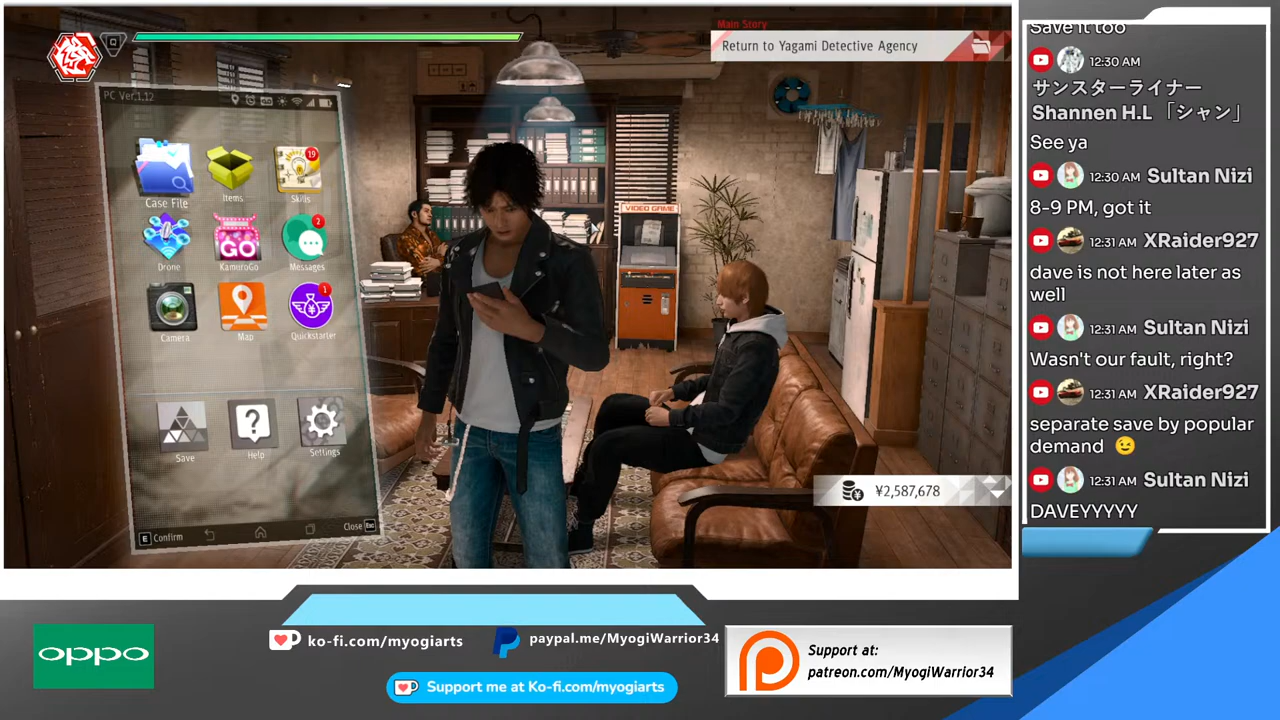 Main Story
Return to Yagami Detective Agency
Q
PC Ver.1.12
Case File
Items
19
Skills
Drone
GO
KamuroGo
2
Messages
Camera
Map
1
Quickstarter
Save
Help
Settings
E Confirm
Close Esc
VIDEO GAME
¥2,587,678
Save it too
12:30 AM
サンスターライナー
Shannen H.L「シャン」
See ya
12:30 AM Sultan Nizi
8-9 PM, got it
12:31 AM XRaider927
dave is not here later as
well
12:31 AM Sultan Nizi
Wasn't our fault, right?
12:31 AM XRaider927
separate save by popular
demand 😉
12:31 AM Sultan Nizi
DAVEYYYYY
oppo
ko-fi.com/myogiarts
paypal.me/MyogiWarrior34
Support me at Ko-fi.com/myogiarts
Support at:
patreon.com/MyogiWarrior34